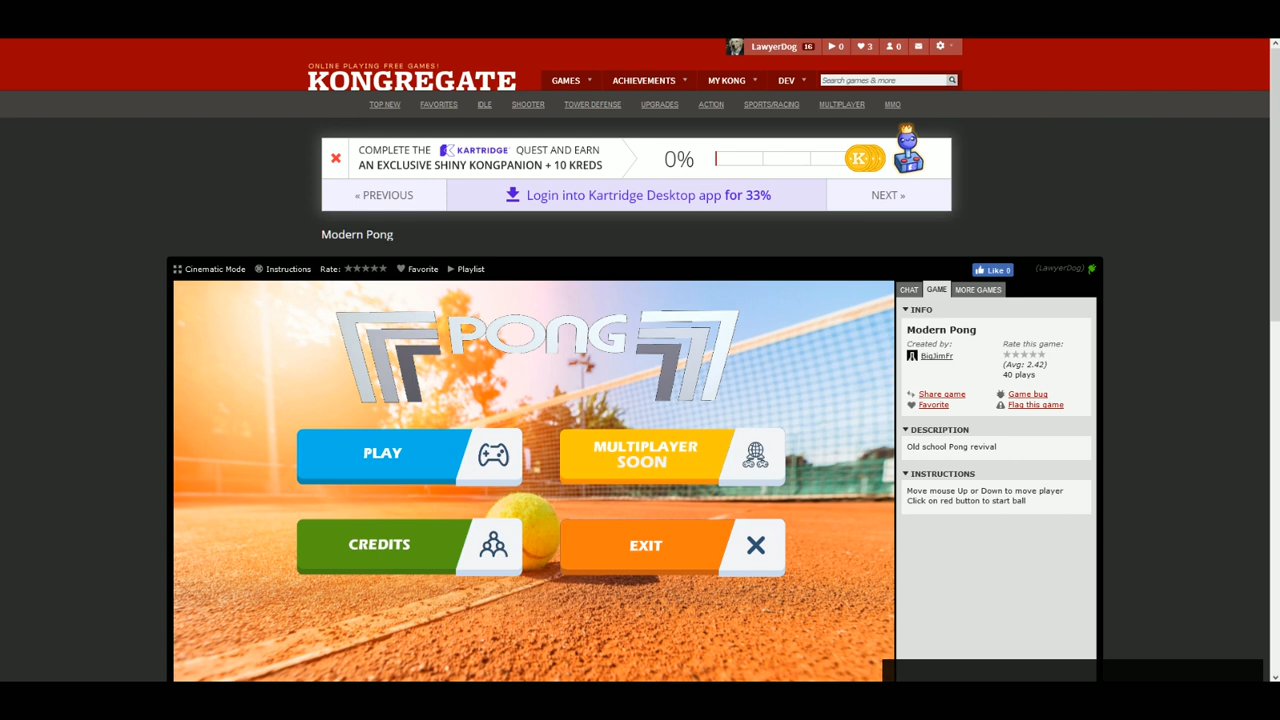 LawyerDog 16 0 3 0
ONLINE PLAYING FREE GAMES!
KONGREGATE
GAMES ACHIEVEMENTS MY KONG DEV Search games & more
TOP NEW FAVORITES IDLE SHOOTER TOWER DEFENSE UPGRADES ACTION SPORTS/RACING MULTIPLAYER MMO
COMPLETE THE KARTRIDGE QUEST AND EARN
AN EXCLUSIVE SHINY KONGPANION + 10 KREDS
0%
K
« PREVIOUS
Login into Kartridge Desktop app for 33%
NEXT »
Modern Pong
Cinematic Mode Instructions Rate: Favorite Playlist
Like 0
(LawyerDog)
PONG
PLAY
MULTIPLAYER
SOON
CREDITS
EXIT
CHAT GAME MORE GAMES
INFO
Modern Pong
Created by:
BigJimFr
Rate this game:
(Avg: 2.42)
40 plays
Share game
Favorite
Game bug
Flag this game
DESCRIPTION
Old school Pong revival
INSTRUCTIONS
Move mouse Up or Down to move player
Click on red button to start ball